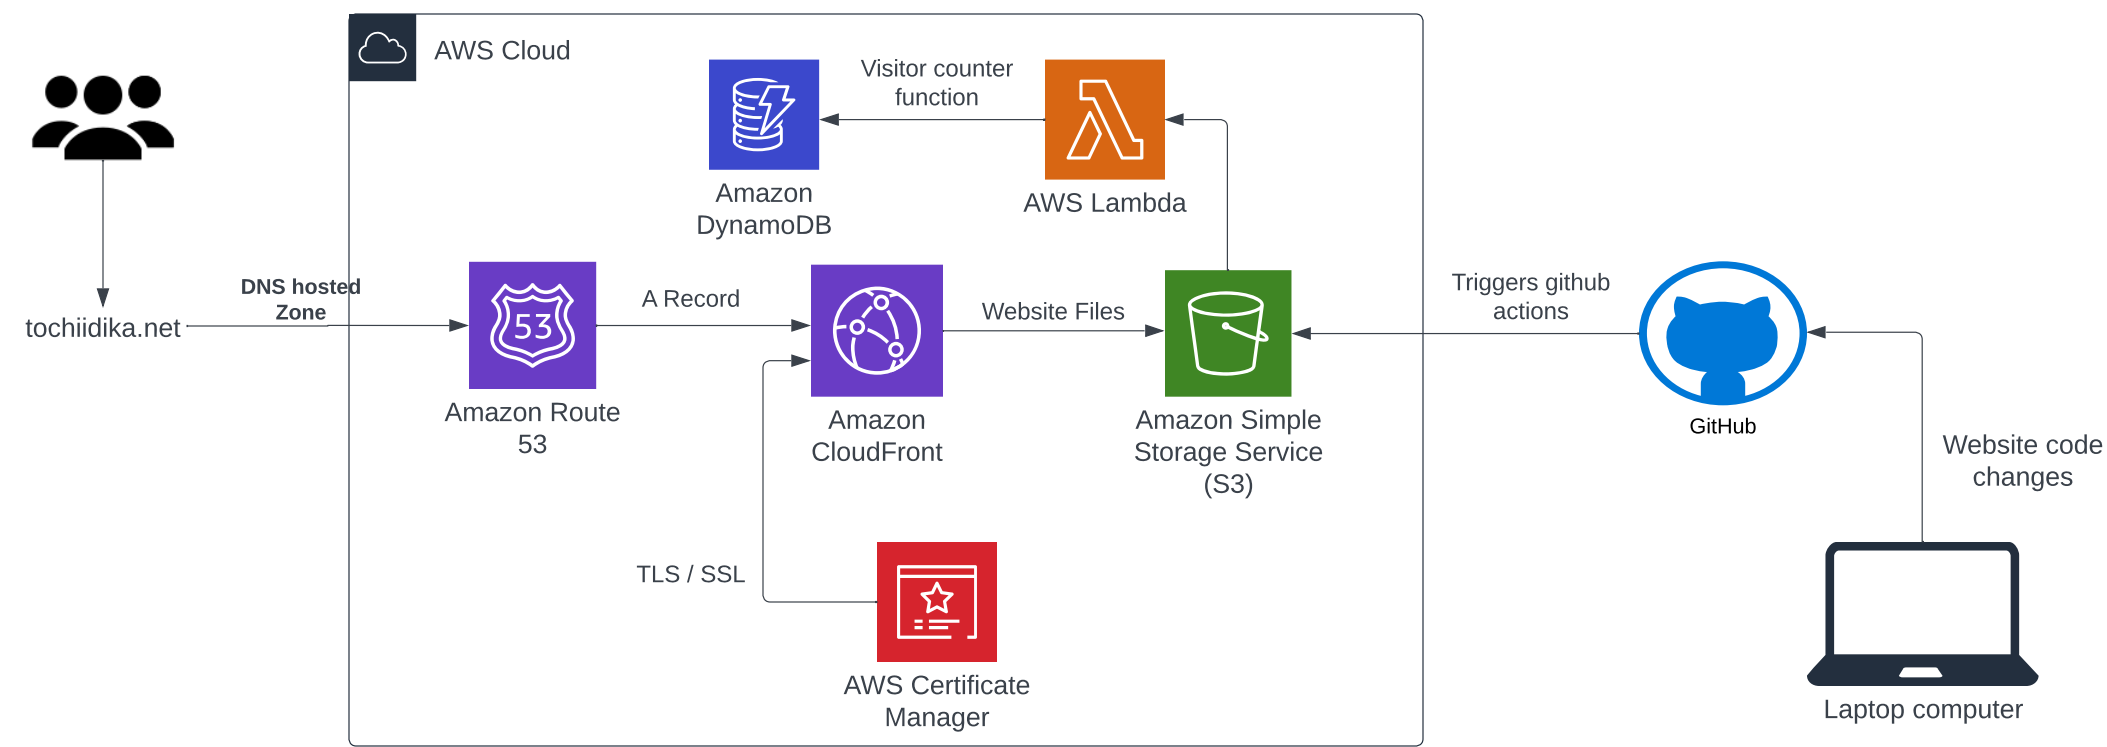 AWS Cloud
Visitor counter
function
Amazon
DynamoDB
AWS Lambda
tochiidika.net
DNS hosted
Zone
53
Amazon Route
53
A Record
Amazon
CloudFront
Website Files
Amazon Simple
Storage Service
(S3)
Triggers github
actions
GitHub
Website code
changes
TLS / SSL
AWS Certificate
Manager
Laptop computer